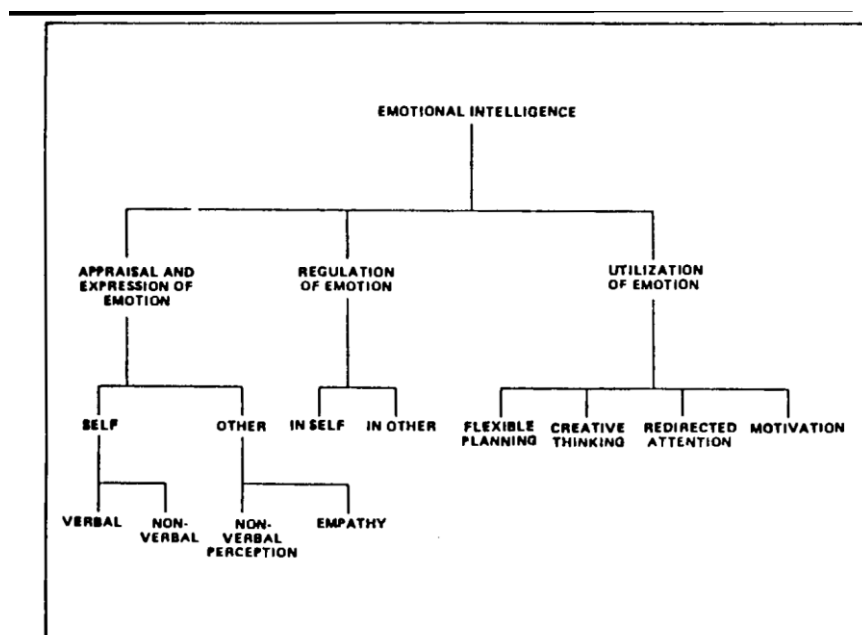 EMOTIONAL INTELLIGENCE
APPRAISAL AND
EXPRESSION OF
EMOTION
REGULATION
OF EMOTION
UTILIZATION
OF EMOTION
SELF
OTHER
IN SELF
IN OTHER
FLEXIBLE
PLANNING
CREATIVE
THINKING
REDIRECTED
ATTENTION
MOTIVATION
VERBAL
NON-
VERBAL
NON-
VERBAL
PERCEPTION
EMPATHY